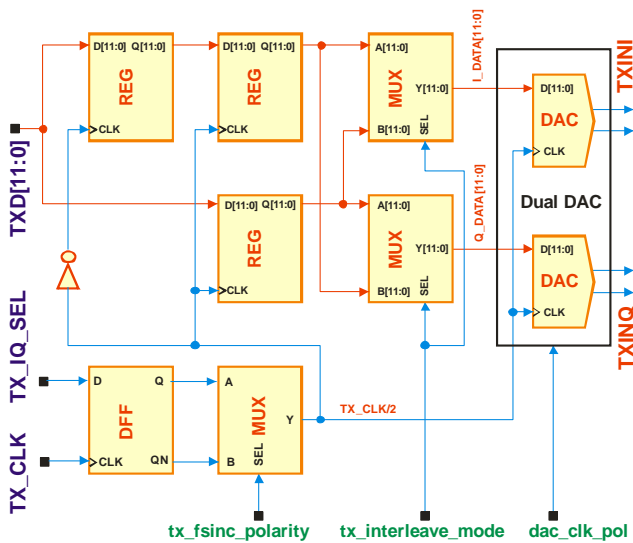 D[11:0] Q[11:0]
REG
CLK
D[11:0] Q[11:0]
REG
CLK
A[11:0]
MUX
Y[11:0]
B[11:0]
SEL
I_DATA[11:0]
D[11:0]
DAC
CLK
TXINI
Dual DAC
TXD[11:0]
D[11:0] Q[11:0]
REG
CLK
A[11:0]
MUX
Y[11:0]
B[11:0]
SEL
Q_DATA[11:0]
D[11:0]
DAC
CLK
TXINQ
TX_IQ_SEL
TX_CLK
D Q
DFF
CLK QN
A
MUX
Y
B
SEL
TX_CLK/2
tx_fsinc_polarity
tx_interleave_mode
dac_clk_pol